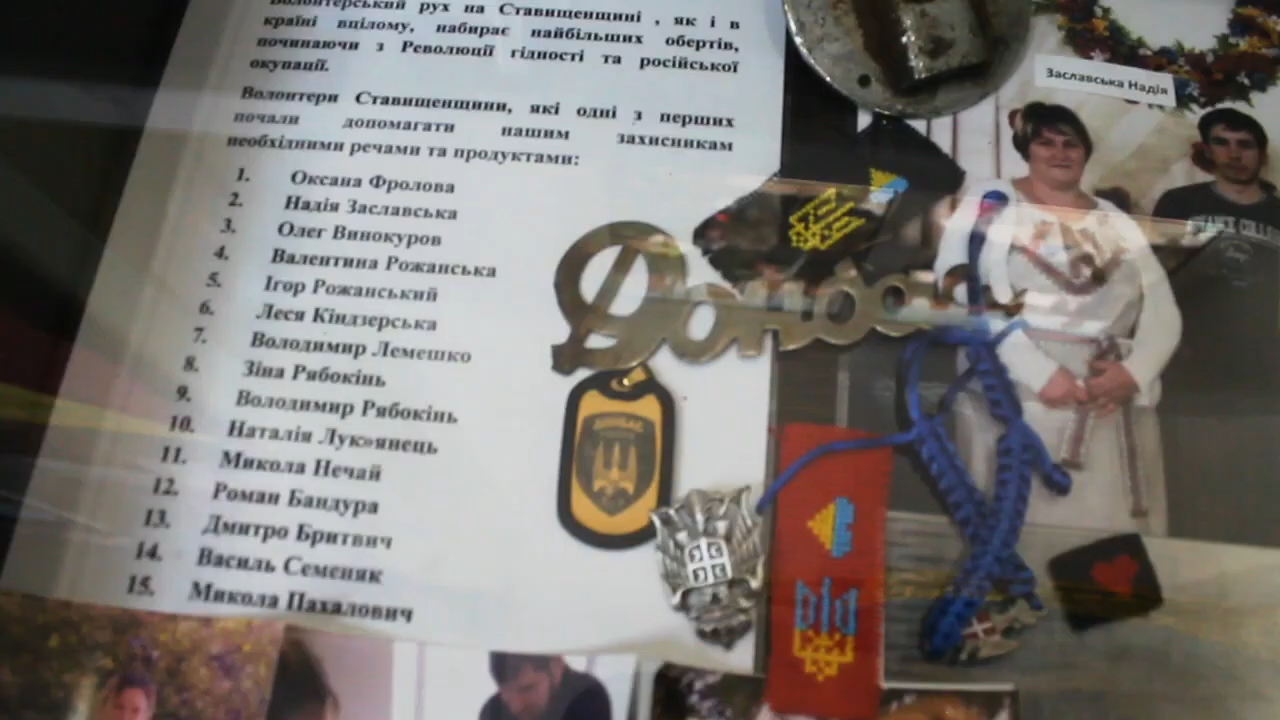 Волонтерський рух на Ставищенщині , як і в
країні вцілому, набирає найбільших обертів,
починаючи з Революції гідності та російської
окупації.
Волонтери Ставищенщини, які одні з перших
почали допомагати нашим захисникам
необхідними речами та продуктами:
1. Оксана Фролова
2. Надія Заславська
3. Олег Винокуров
4. Валентина Рожанська
5. Ігор Рожанський
6. Леся Кіндзерська
7. Володимир Лемешко
8. Зіна Рябокінь
9. Володимир Рябокінь
10. Наталія Лук»янець
11. Микола Нечай
12. Роман Бандура
13. Дмитро Бритвич
14. Василь Семеняк
15. Микола Пахалович
Заславська Надія
Донбас